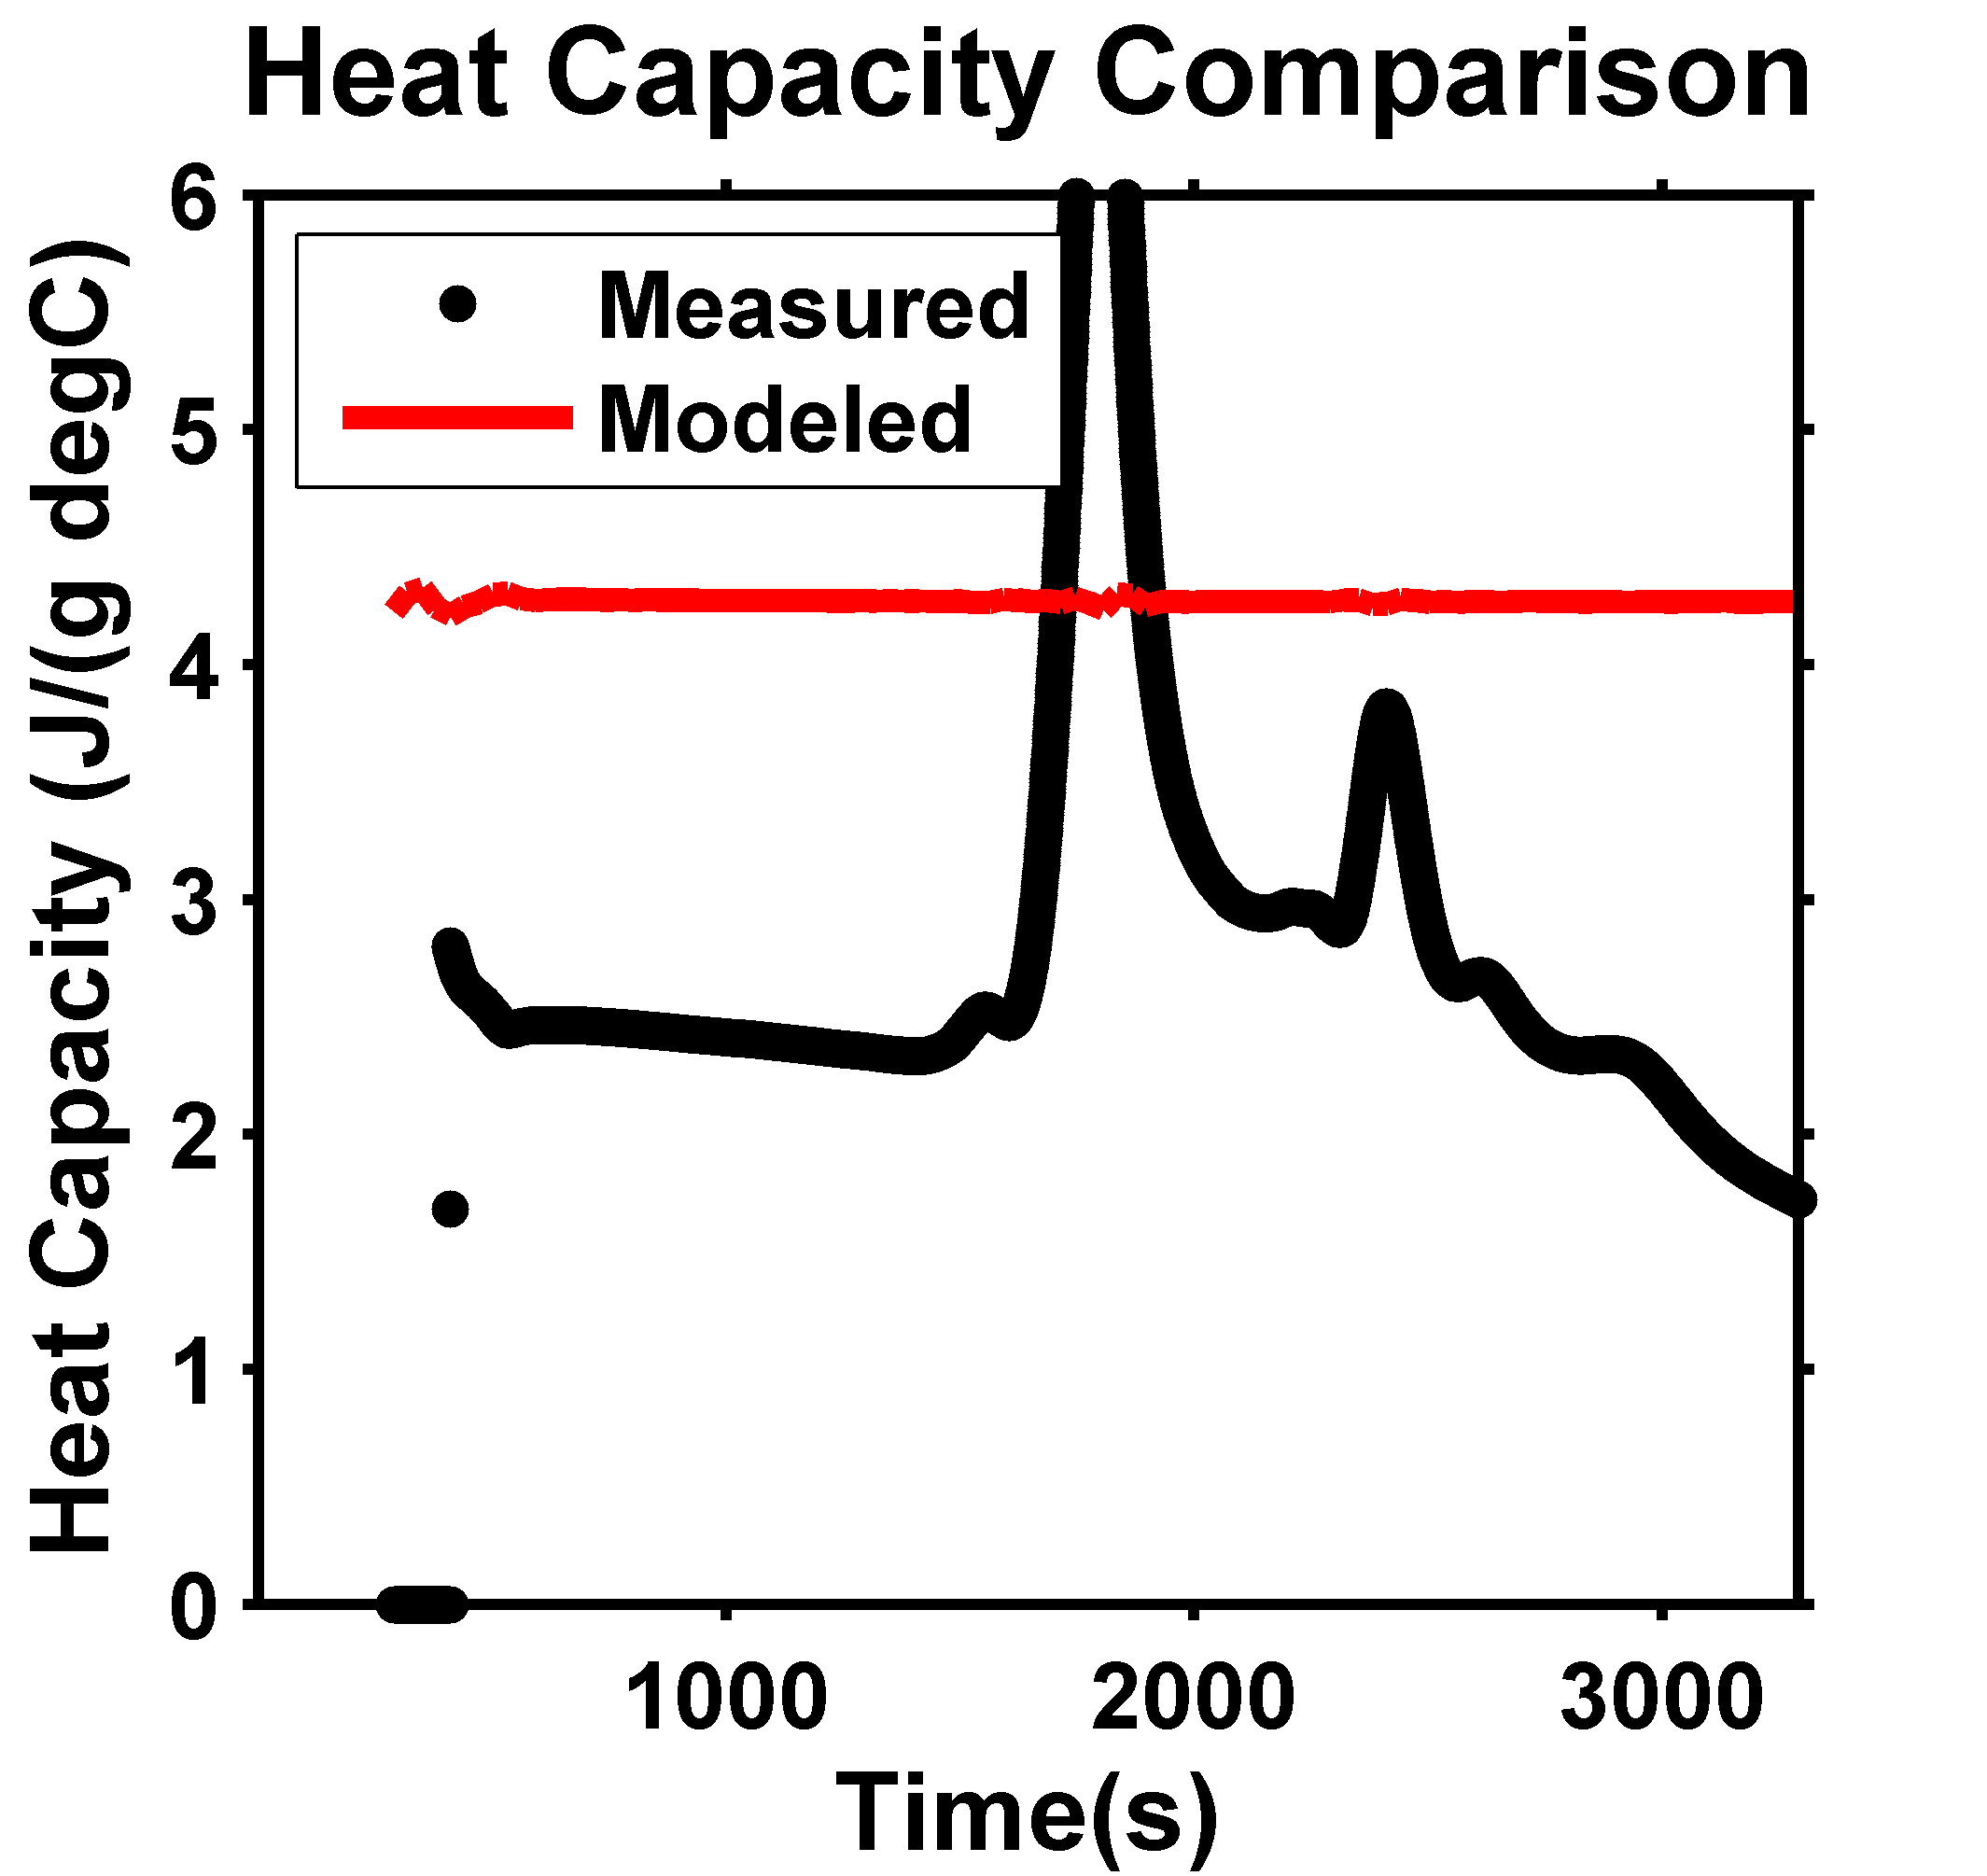 Heat Capacity Comparison
Heat Capacity (J/(g degC)
6
5
4
3
2
1
0
Measured
Modeled
1000 2000 3000
Time(s)